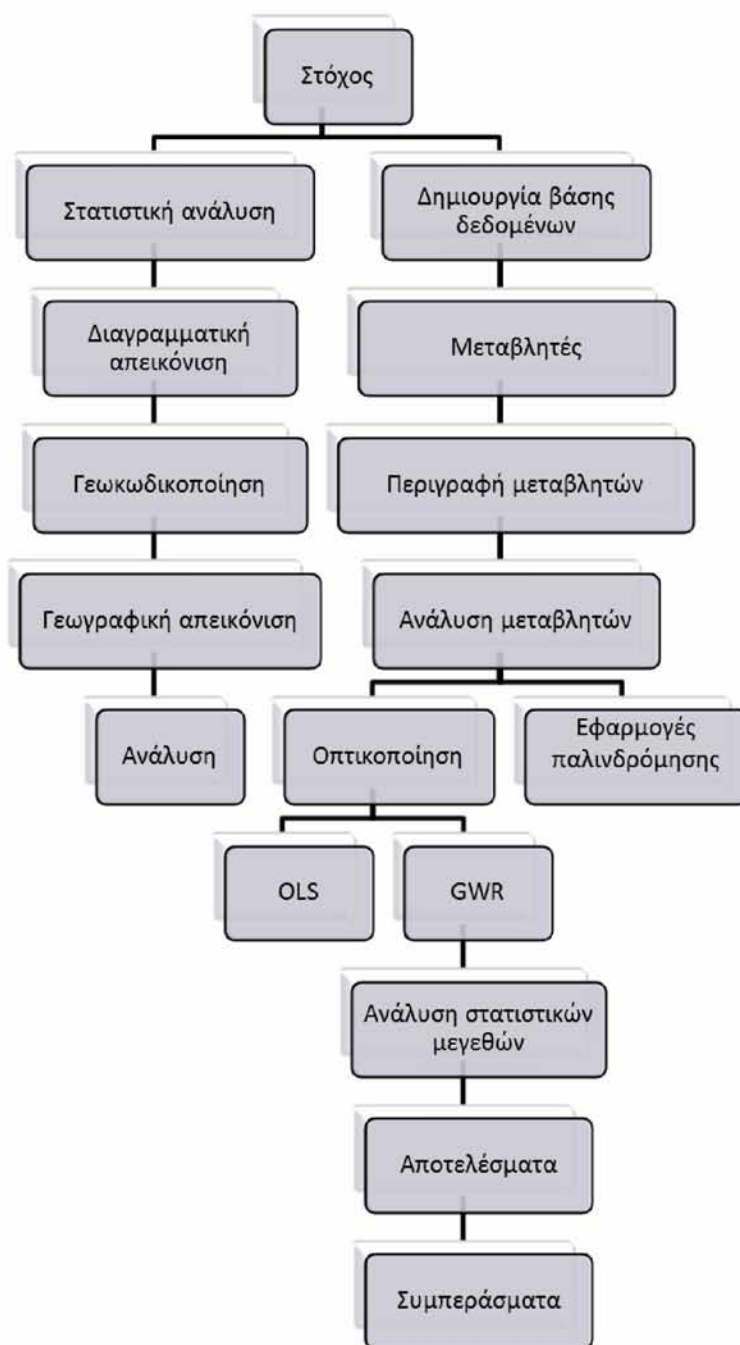 Στόχος
Στατιστική ανάλυση
Δημιουργία βάσης
δεδομένων
Διαγραμματική
απεικόνιση
Μεταβλητές
Γεωκωδικοποίηση
Περιγραφή μεταβλητών
Γεωγραφική απεικόνιση
Ανάλυση μεταβλητών
Ανάλυση
Οπτικοποίηση
Εφαρμογές
παλινδρόμησης
OLS
GWR
Ανάλυση στατιστικών
μεγεθών
Αποτελέσματα
Συμπεράσματα